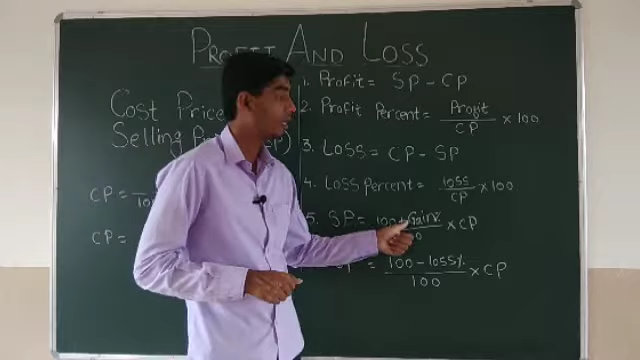 PROFIT AND LOSS
Cost Price
Selling
CP =
CP =
1. Profit = SP - CP
2. Profit Percent = Profit / CP × 100
3. Loss = CP - SP
4. Loss Percent = loss / CP × 100
5. SP = 100 + Gain% × CP
= 100 - loss% / 100 × CP